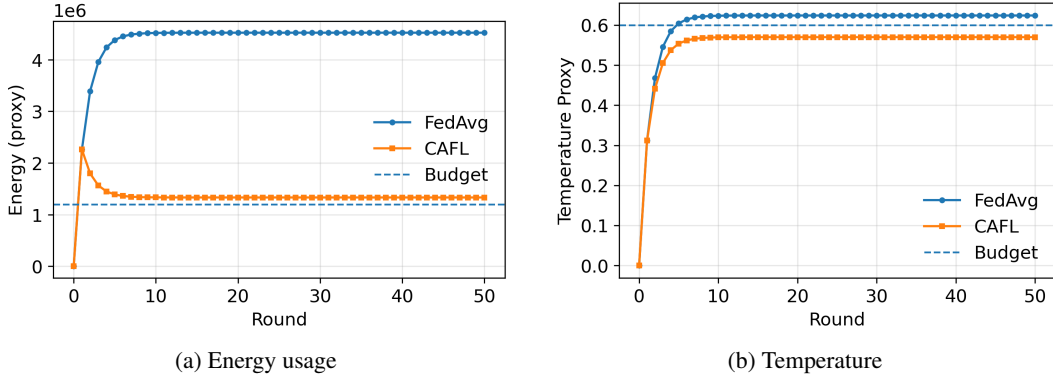 1e6
Energy (proxy)
4
3
2
1
0
FedAvg
CAFL
Budget
0 10 20 30 40 50
Round
(a) Energy usage
Temperature Proxy
0.6
0.5
0.4
0.3
0.2
0.1
0.0
FedAvg
CAFL
Budget
0 10 20 30 40 50
Round
(b) Temperature